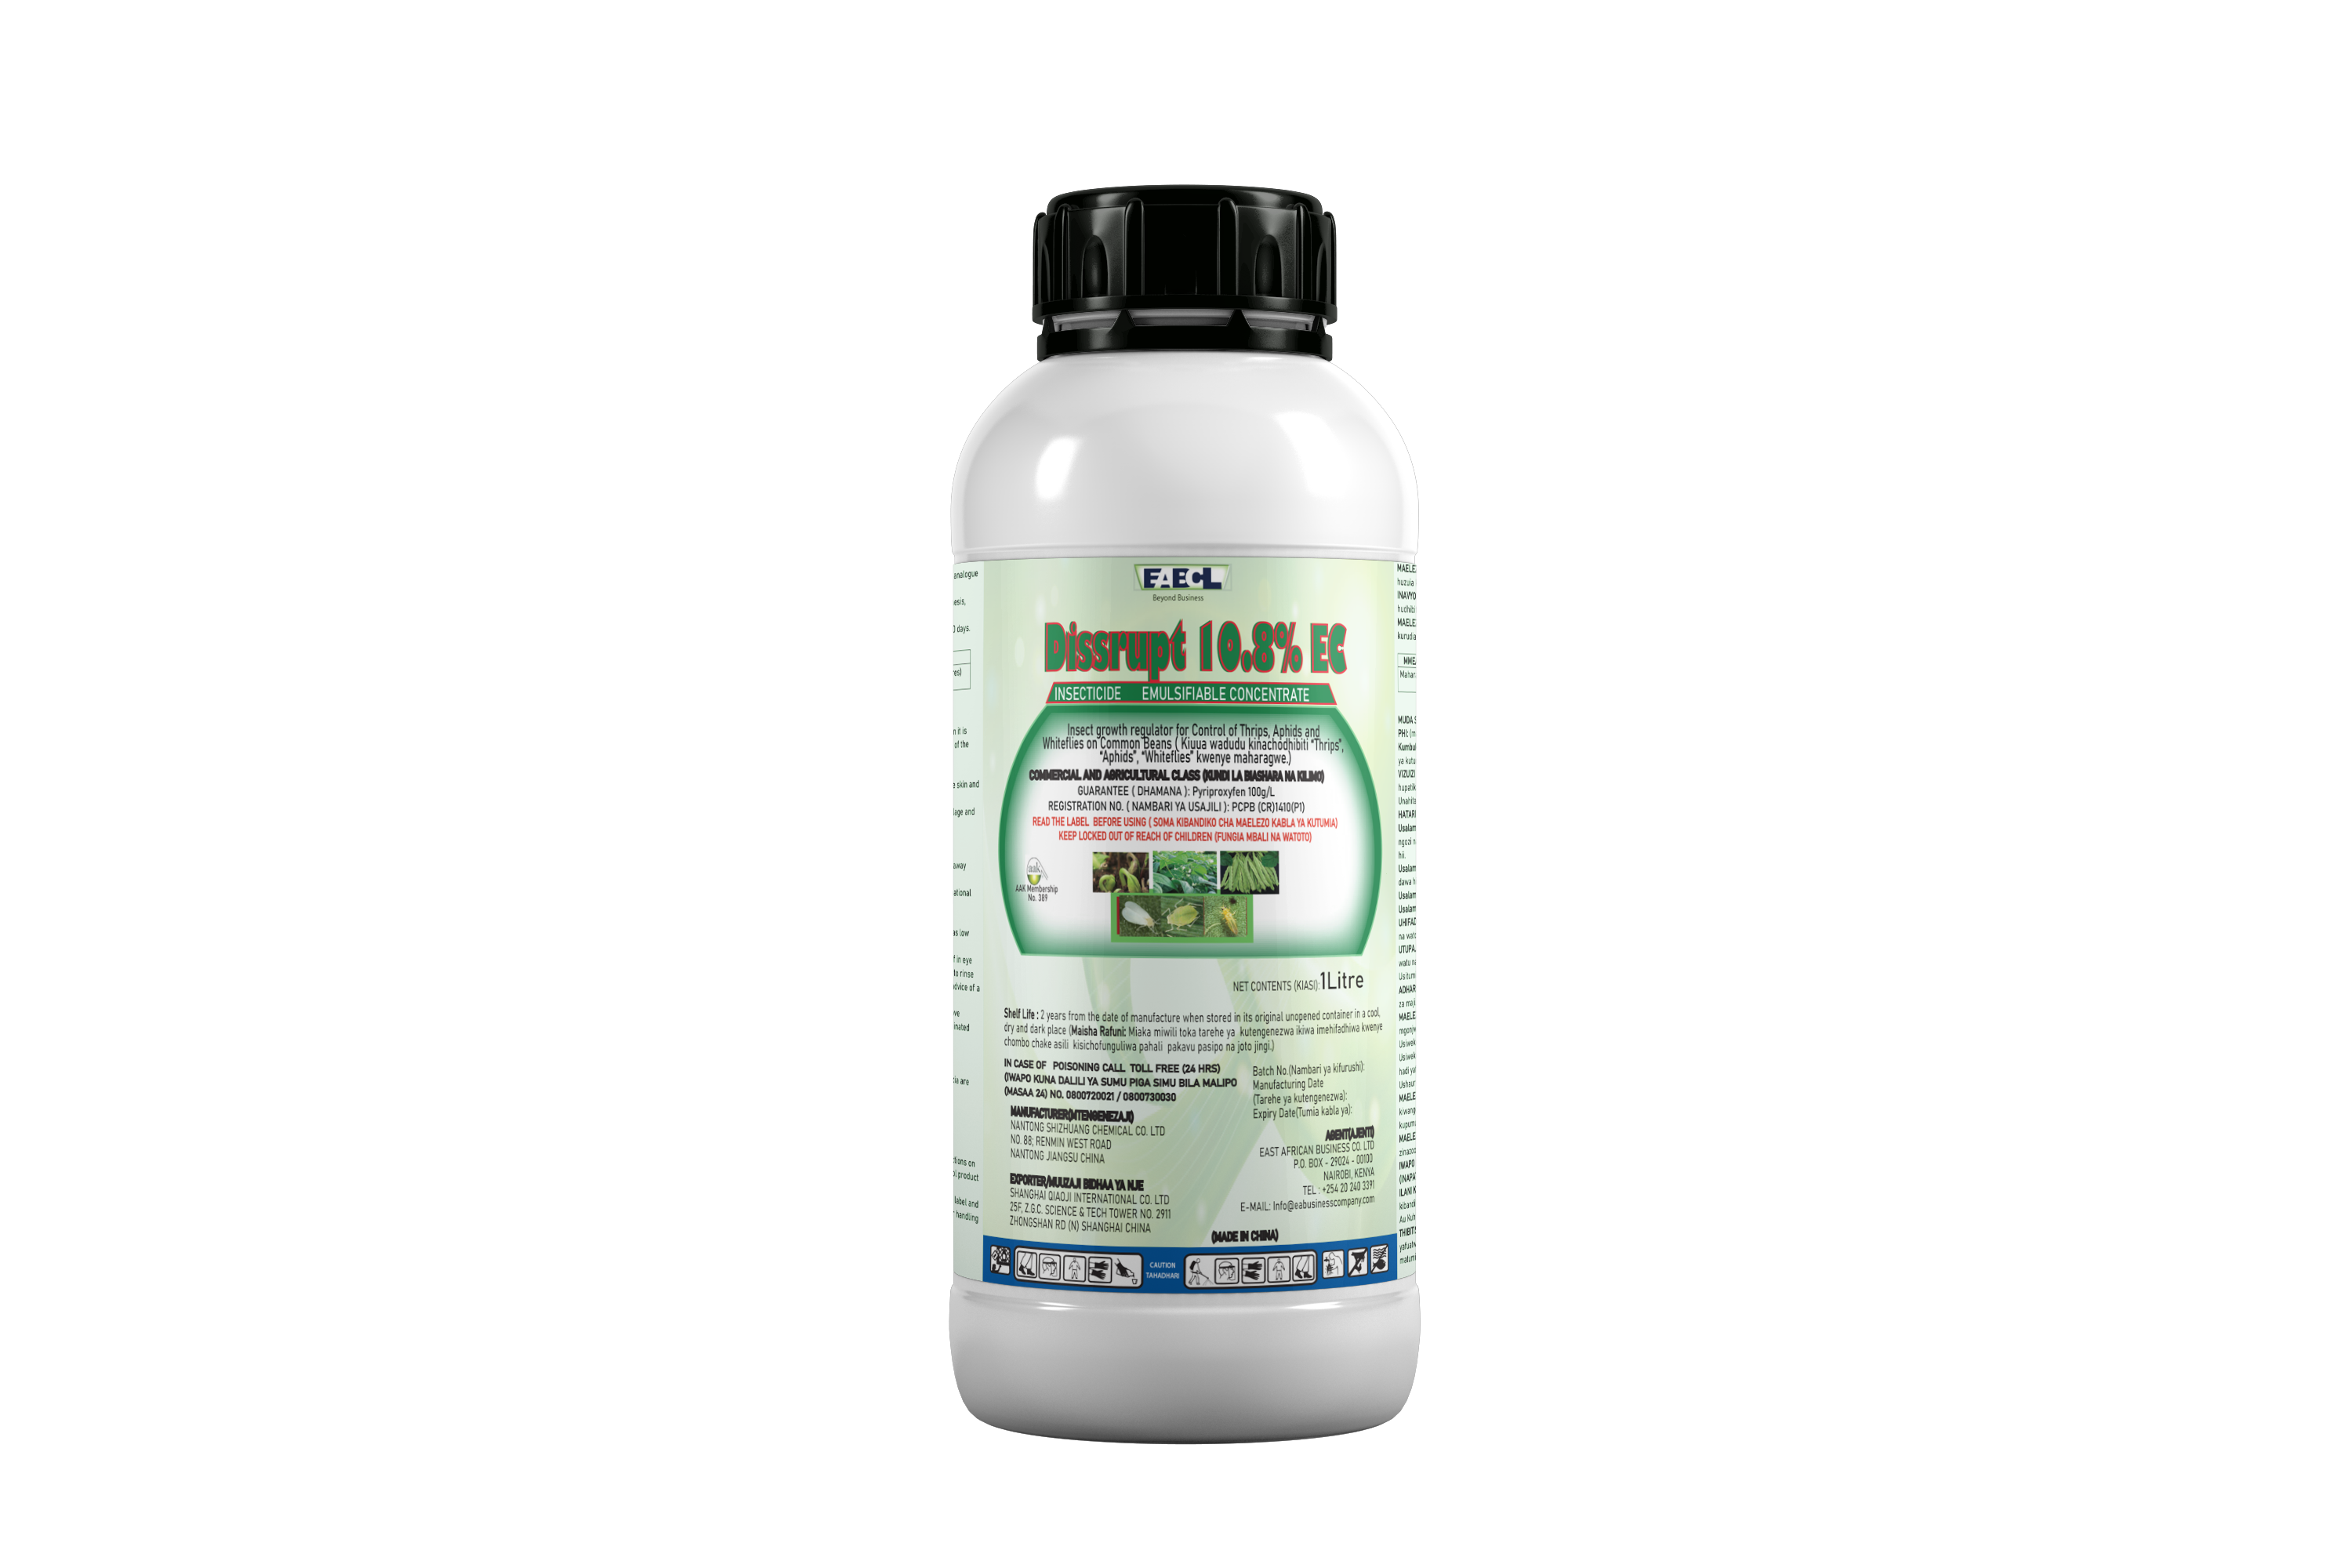 EAECL
Beyond Business
Dissrupt 10.8% EC
INSECTICIDE EMULSIFIABLE CONCENTRATE
Insect growth regulator for Control of Thrips, Aphids and
Whiteflies on Common Beans ( Kiuua wadudu kinachodhibiti "Thrips",
"Aphids", "Whiteflies" kwenye maharagwe.)
COMMERCIAL AND AGRICULTURAL CLASS (KUNDI LA BIASHARA NA KILIMO)
GUARANTEE ( DHAMANA ): Pyriproxyfen 100g/L
REGISTRATION NO. ( NAMBARI YA USAJILI ): PCPB (CR)1410(P1)
READ THE LABEL BEFORE USING ( SOMA KIBANDIKO CHA MAELEZO KABLA YA KUTUMIA)
KEEP LOCKED OUT OF REACH OF CHILDREN (FUNGIA MBALI NA WATOTO)
aak
AAK Membership
No. 389
NET CONTENTS (KIASI):1Litre
Shelf Life : 2 years from the date of manufacture when stored in its original unopened container in a cool,
dry and dark place (Maisha Rafuni: Miaka miwili toka tarehe ya kutengenezwa ikiwa imehifadhiwa kwenye
chombo chake asili kisichofunguliwa pahali pakavu pasipo na joto jingi.)
IN CASE OF POISONING CALL TOLL FREE (24 HRS)
(IWAPO KUNA DALILI YA SUMU PIGA SIMU BILA MALIPO
(MASAA 24) NO. 0800720021 / 0800730030
Batch No.(Nambari ya kifurushi):
Manufacturing Date
(Tarehe ya kutengenezwa):
Expiry Date(Tumia kabla ya):
MANUFACTURER(MTENGENEZAJI)
NANTONG SHIZHUANG CHEMICAL CO. LTD
NO. 88; RENMIN WEST ROAD
NANTONG JIANGSU CHINA
EXPORTER/MUUZAJI BIDHAA YA NJE
SHANGHAI QIAOJI INTERNATIONAL CO. LTD
25F, Z.G.C. SCIENCE & TECH TOWER NO. 2911
ZHONGSHAN RD (N) SHANGHAI CHINA
AGENT(AJENTI)
EAST AFRICAN BUSINESS CO. LTD
P.O. BOX - 29024 - 00100
NAIROBI, KENYA
TEL : +254 20 240 3391
E-MAIL: Info@eabusinesscompany.com
(MADE IN CHINA)
CAUTION
TAHADHARI